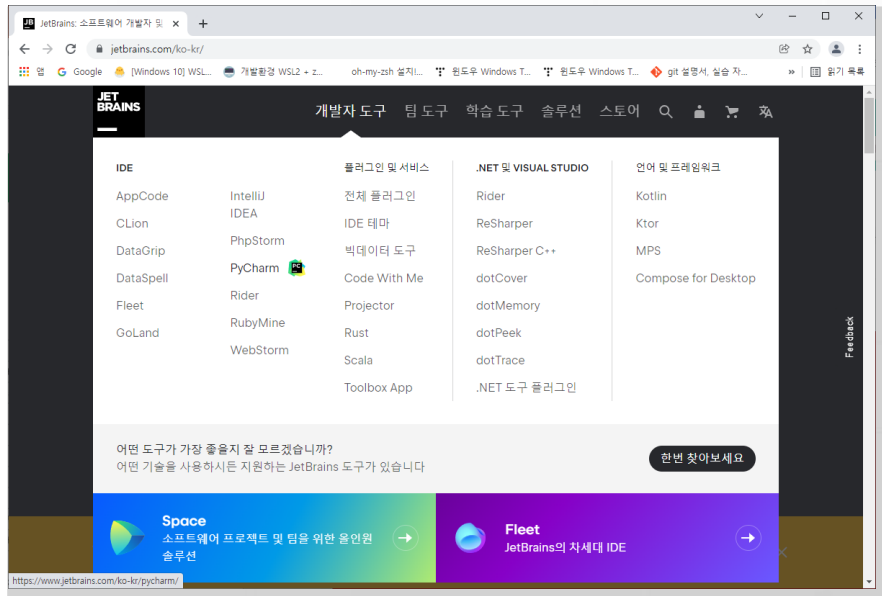 JetBrains: 소프트웨어 개발자 및
jetbrains.com/ko-kr/
앱 Google [Windows 10] WSL... 개발환경 WSL2 + z... oh-my-zsh 설치!... 윈도우 Windows T... 윈도우 Windows T... git 설명서, 실습 자... » 읽기 목록
JET
BRAINS
개발자 도구 팀 도구 학습 도구 솔루션 스토어
IDE
AppCode
CLion
DataGrip
DataSpell
Fleet
GoLand
IntelliJ
IDEA
PhpStorm
PyCharm
PC
Rider
RubyMine
WebStorm
플러그인 및 서비스
전체 플러그인
IDE 테마
빅데이터 도구
Code With Me
Projector
Rust
Scala
Toolbox App
.NET 및 VISUAL STUDIO
Rider
ReSharper
ReSharper C++
dotCover
dotMemory
dotPeek
dotTrace
.NET 도구 플러그인
언어 및 프레임워크
Kotlin
Ktor
MPS
Compose for Desktop
Feedback
어떤 도구가 가장 좋을지 잘 모르겠습니까?
어떤 기술을 사용하시든 지원하는 JetBrains 도구가 있습니다
한번 찾아보세요
Space
소프트웨어 프로젝트 및 팀을 위한 올인원
솔루션
Fleet
JetBrains의 차세대 IDE
https://www.jetbrains.com/ko-kr/pycharm/